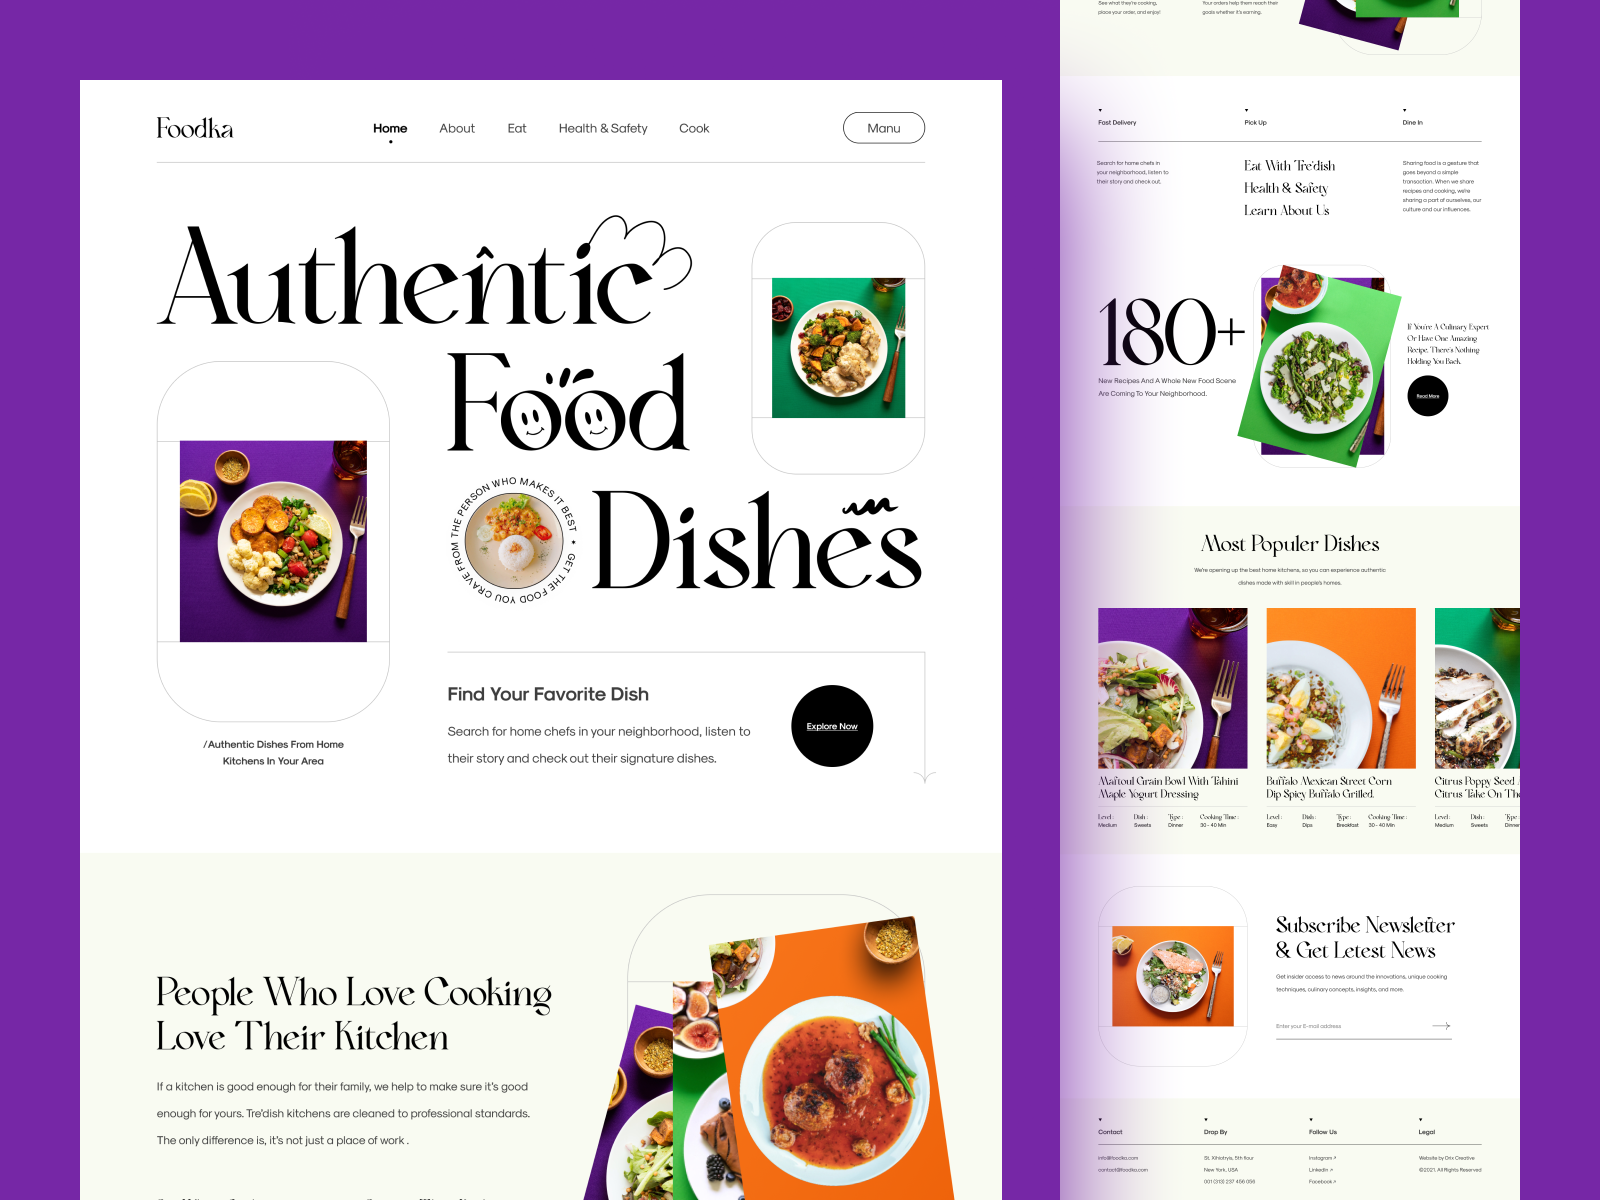 Foodka
Home
About
Eat
Health & Safety
Cook
Manu
Authentic
Food
Dishes
GET THE FOOD YOU CRAVE FROM THE PERSON WHO MAKES IT BEST
/Authentic Dishes From Home
Kitchens In Your Area
Find Your Favorite Dish
Search for home chefs in your neighborhood, listen to
their story and check out their signature dishes.
Explore Now
People Who Love Cooking
Love Their Kitchen
If a kitchen is good enough for their family, we help to make sure it's good
enough for yours. Tre'dish kitchens are cleaned to professional standards.
The only difference is, it's not just a place of work .
See what they're cooking,
place your order, and enjoy!
Your orders help them reach their
goals whether it's earning.
Fast Delivery
Pick Up
Dine In
Search for home chefs in
your neighborhood, listen to
their story and check out.
Eat With Tre'dish
Health & Safety
Learn About Us
Sharing food is a gesture that
goes beyond a simple
transaction. When we share
recipes and cooking, we're
sharing a part of ourselves, our
culture and our influences.
180+
New Recipes And A Whole New Food Scene
Are Coming To Your Neighborhood.
If You're A Culinary Expert
Or Have One Amazing
Recipe, There's Nothing
Holding You Back.
Read More
Most Populer Dishes
We're opening up the best home kitchens, so you can experience authentic
dishes made with skill in people's homes.
Maftoul Grain Bowl With Tahini
Maple Yogurt Dressing
Level :
Dish :
Type :
Cooking Time :
Medium
Sweets
Dinner
30 - 40 Min
Buffalo Mexican Street Corn
Dip Spicy Buffalo Grilled.
Level :
Dish :
Type :
Cooking Time :
Easy
Dips
Breakfast
30 - 40 Min
Citrus Poppy Seed
Citrus Take On The
Level :
Dish :
Type :
Medium
Sweets
Dinner
Subscribe Newsletter
& Get Letest News
Get insider access to news around the innovations, unique cooking
techniques, culinary concepts, insights, and more.
Enter your E-mail address
Contact
Drop By
Follow Us
Legal
info@foodka.com
contact@foodka.com
New York, USA
001 (313) 237 456 056
Instagram ↗
LinkedIn ↗
Facebook ↗
Website by Orix Creative
©2021, All Rights Reserved